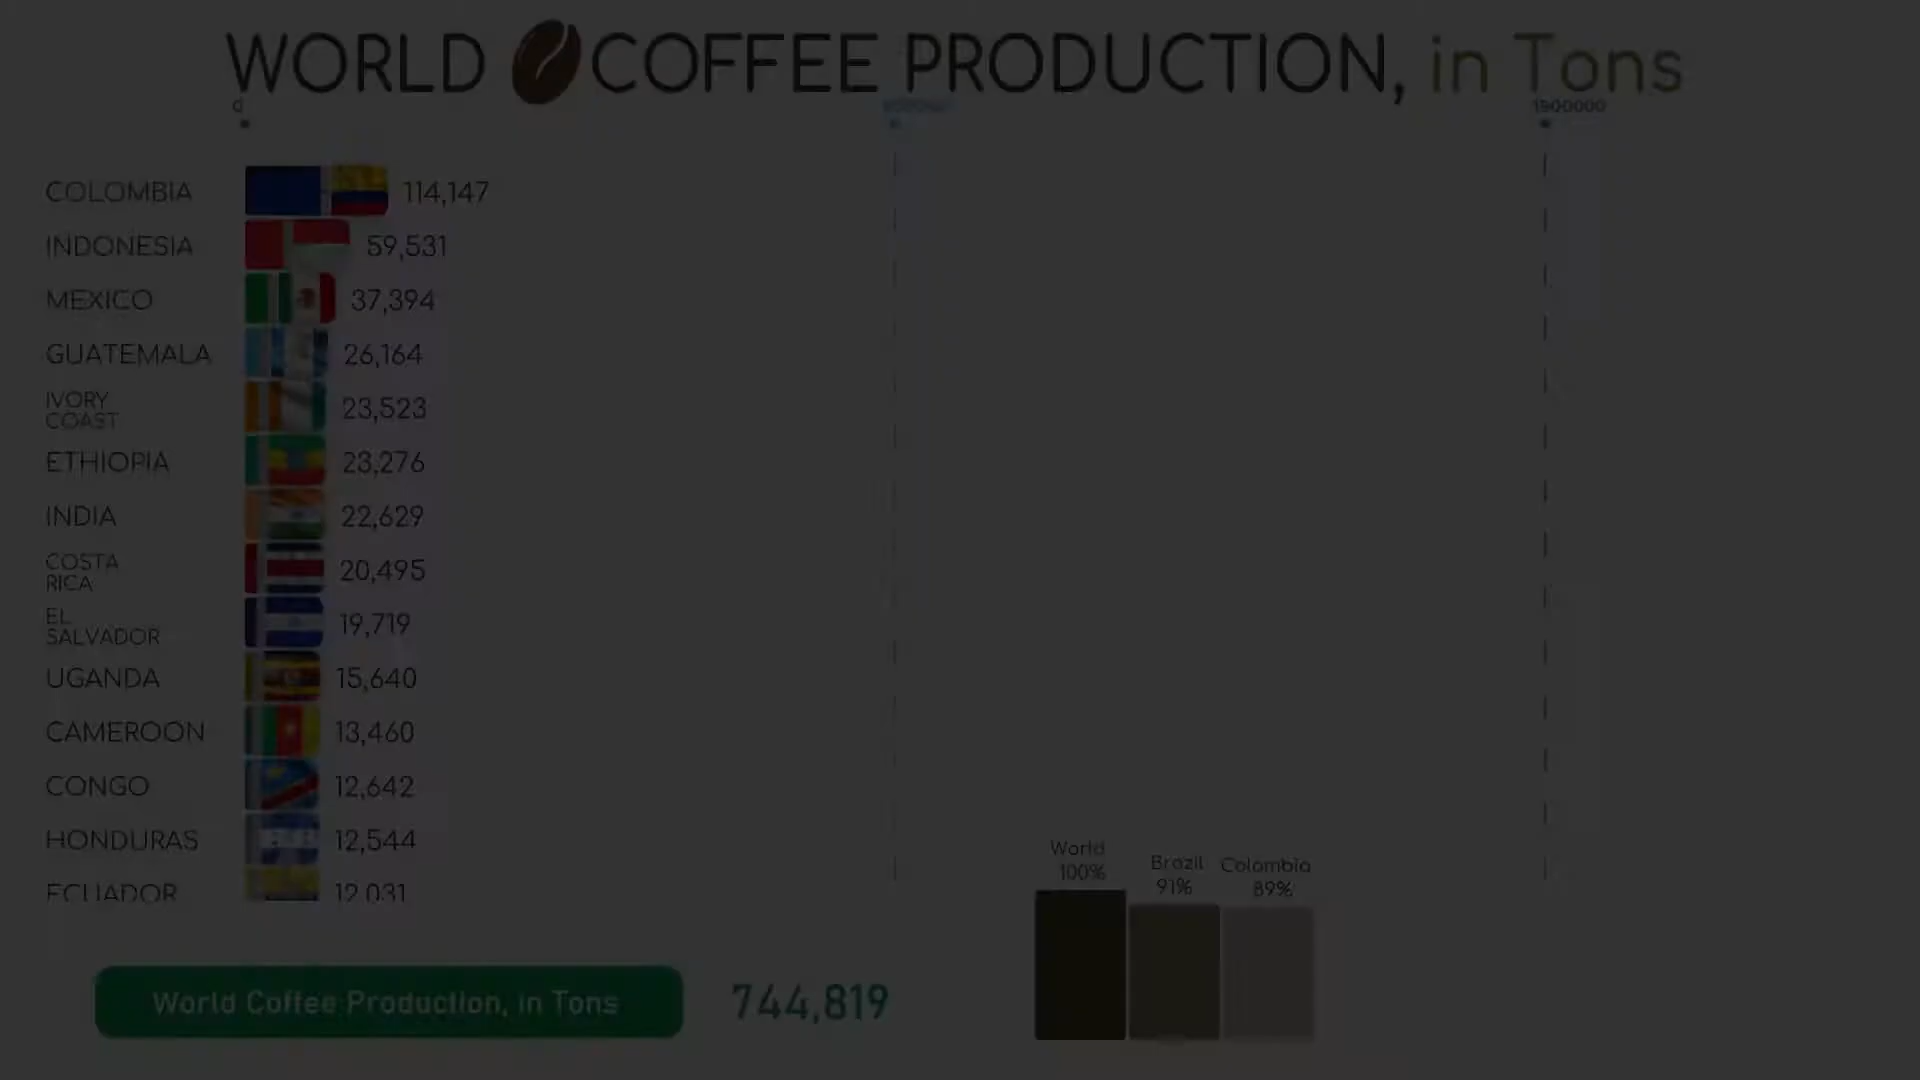 WORLD COFFEE PRODUCTION, in Tons
0
1900000
COLOMBIA 114,147
INDONESIA 59,531
MEXICO 37,394
GUATEMALA 26,164
IVORY
COAST 23,523
ETHIOPIA 23,276
INDIA 22,629
COSTA
RICA 20,495
EL
SALVADOR 19,719
UGANDA 15,640
CAMEROON 13,460
CONGO 12,642
HONDURAS 12,544
ECUADOR 12,031
World
100%
Brazil
91%
Colombia
89%
World Coffee Production, in Tons 744,819